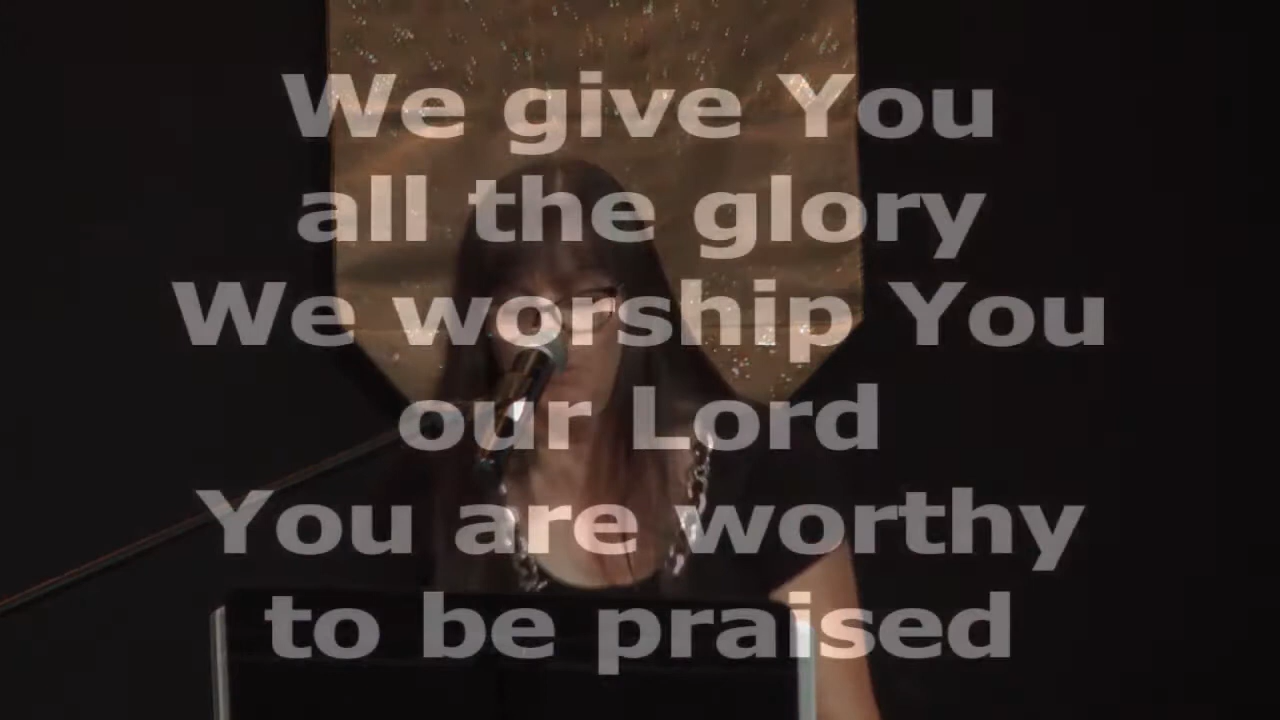 We give You
all the glory
We worship You
our Lord
You are worthy
to be praised